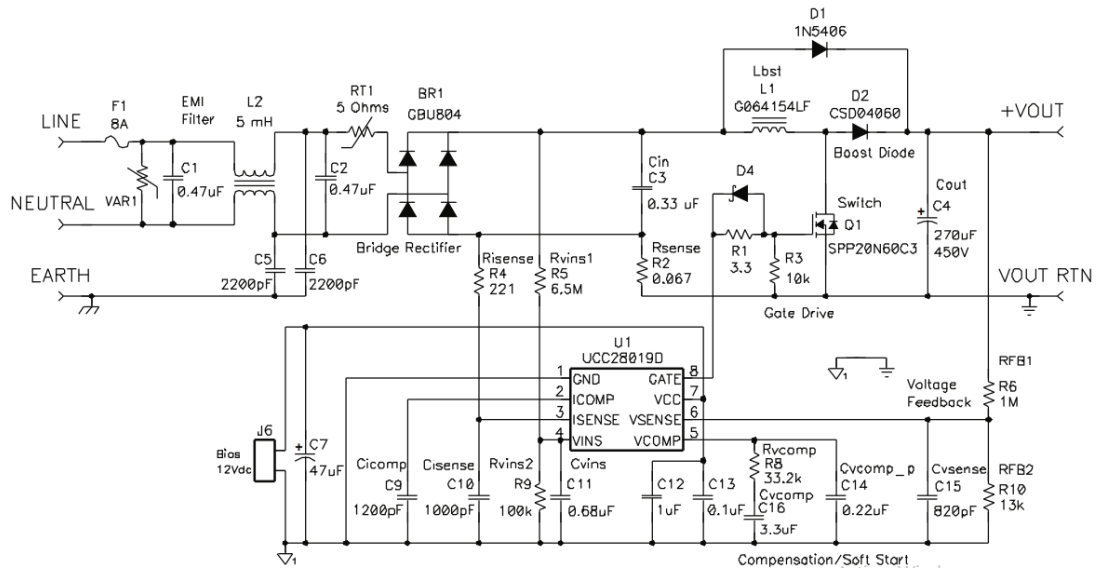 D1
1N5406
Lbst
L1
G064154LF
D2
CSD04060
Boost Diode
+VOUT
LINE
F1
8A
EMI
Filter
L2
5 mH
RT1
5 Ohms
BR1
GBU804
C1
0.47uF
C2
0.47uF
VAR1
NEUTRAL
Bridge Rectifier
Cin
C3
0.33 uF
D4
Switch
Q1
SPP20N60C3
Cout
+
C4
270uF
450V
EARTH
C5
2200pF
C6
2200pF
Risense
R4
221
Rvins1
R5
6.5M
Rsense
R2
0.067
R1
3.3
R3
10k
Gate Drive
VOUT RTN
U1
UCC28019D
1 GND GATE 8
2 ICOMP VCC 7
3 ISENSE VSENSE 6
4 VINS VCOMP 5
1
Voltage
Feedback
RFB1
R6
1M
J6
Bias
12Vdc
+
C7
47uF
Cicomp
C9
1200pF
Cisense
C10
1000pF
Rvins2
R9
100k
Cvins
C11
0.68uF
C12
1uF
C13
0.1uF
Rvcomp
R8
33.2k
Cvcomp
C16
3.3uF
Cvcomp_p
C14
0.22uF
Cvsense
C15
820pF
RFB2
R10
13k
1
Compensation/Soft Start